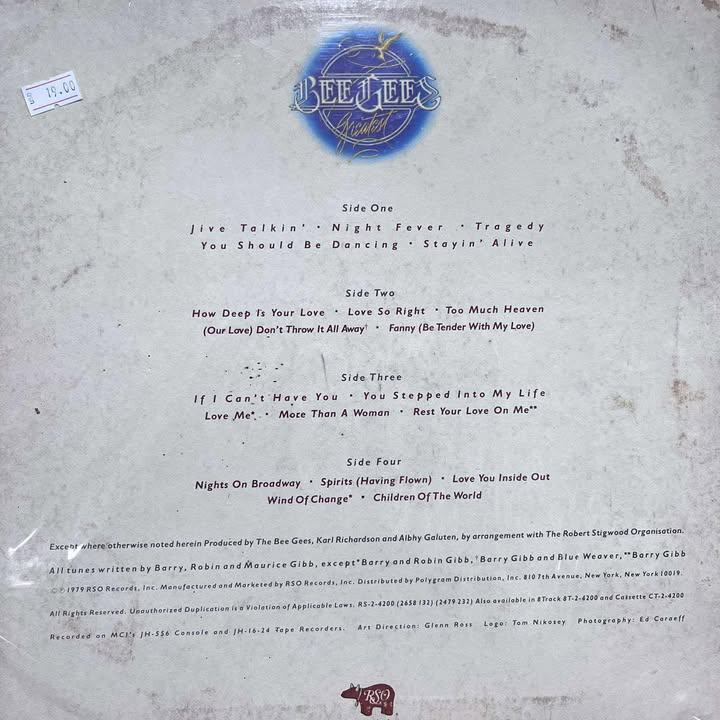 BEE GEES
Greatest
19.00
Side One
Jive Talkin' · Night Fever · Tragedy
You Should Be Dancing · Stayin' Alive
Side Two
How Deep Is Your Love · Love So Right · Too Much Heaven
(Our Love) Don't Throw It All Away† · Fanny (Be Tender With My Love)
Side Three
If I Can't Have You · You Stepped Into My Life
Love Me* · More Than A Woman · Rest Your Love On Me**
Side Four
Nights On Broadway · Spirits (Having Flown) · Love You Inside Out
Wind Of Change* · Children Of The World
Except where otherwise noted herein Produced by The Bee Gees, Karl Richardson and Albhy Galuten, by arrangement with The Robert Stigwood Organisation.
All tunes written by Barry, Robin and Maurice Gibb, except *Barry and Robin Gibb, †Barry Gibb and Blue Weaver, **Barry Gibb
© ℗ 1979 RSO Records, Inc. Manufactured and Marketed by RSO Records, Inc. Distributed by Polygram Distribution, Inc. 810 7th Avenue, New York, New York 10019.
All Rights Reserved. Unauthorized Duplication is a Violation of Applicable Laws. RS-2-4200 (2658 132) (2479 232) Also available in 8Track 8T-2-4200 and Cassette CT-2-4200
Recorded on MCI's JH-556 Console and JH-16-24 Tape Recorders. Art Direction: Glenn Ross Logo: Tom Nikosey Photography: Ed Caraeff
RSO